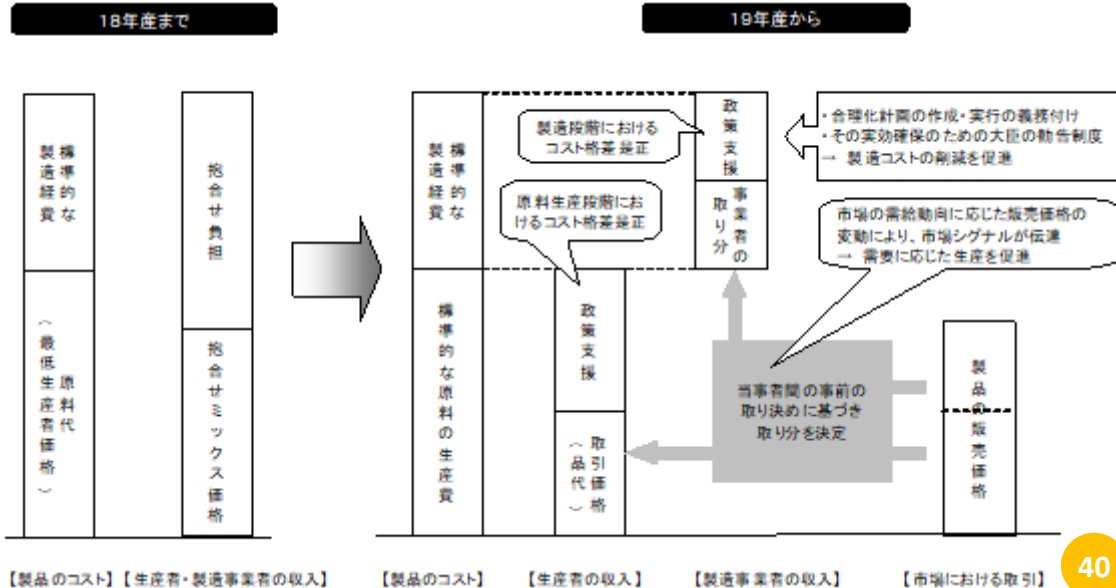 18年産まで
19年産から
標準的な
製造経費
原料代
（最低生産者価格）
抱合せ負担
抱合せミックス価格
標準的な
製造経費
標準的な原料の生産費
製造段階における
コスト格差是正
原料生産段階にお
けるコスト格差是正
政策支援
取引価格
（品代）
政策支援
事業者の
取り分
・合理化計画の作成・実行の義務付け
・その実効確保のための大臣の勧告制度
→ 製造コストの削減を促進
市場の需給動向に応じた販売価格の
変動により、市場シグナルが伝達
→ 需要に応じた生産を促進
当事者間の事前の
取り決めに基づき
取り分を決定
製品の販売価格
【製品のコスト】
【生産者・製造事業者の収入】
【製品のコスト】
【生産者の収入】
【製造事業者の収入】
【市場における取引】
40